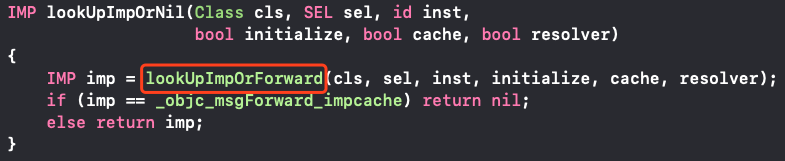 IMP lookUpImpOrNil(Class cls, SEL sel, id inst,
                   bool initialize, bool cache, bool resolver)
{
    IMP imp = lookUpImpOrForward(cls, sel, inst, initialize, cache, resolver);
    if (imp == _objc_msgForward_impcache) return nil;
    else return imp;
}